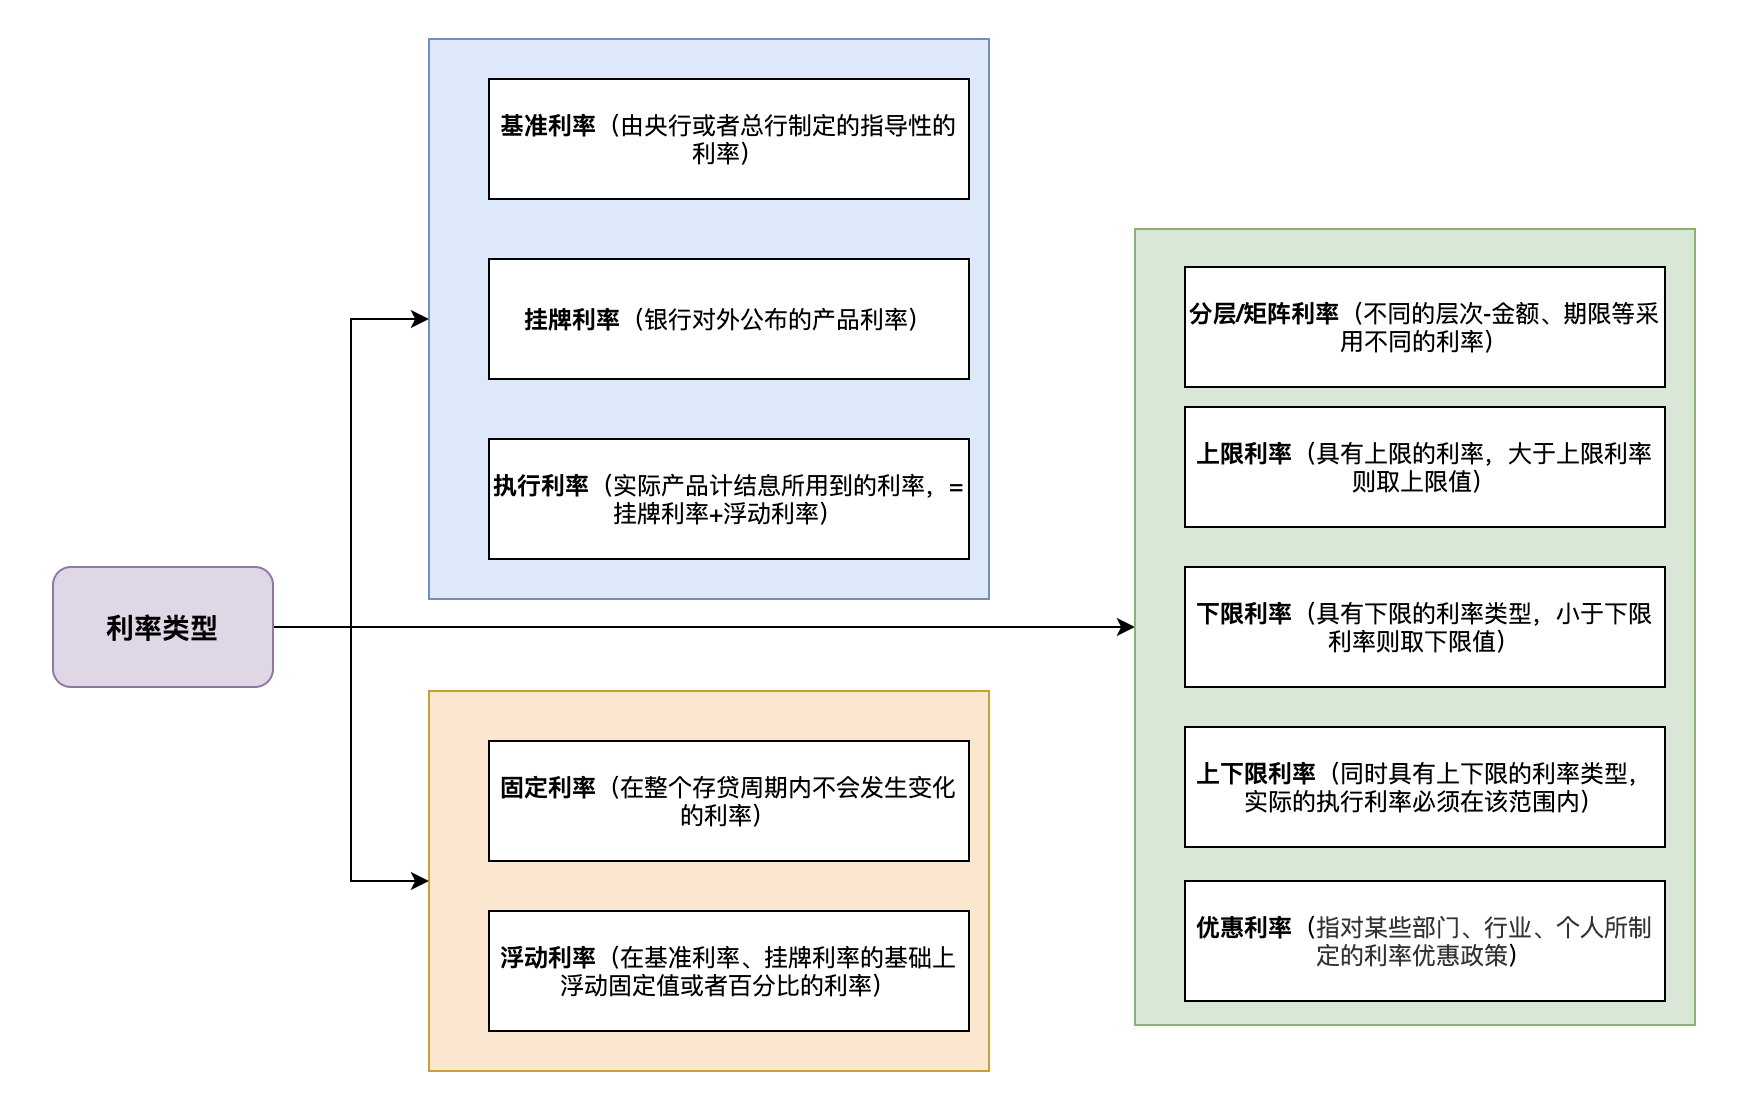 利率类型
基准利率（由央行或者总行制定的指导性的
利率）
挂牌利率（银行对外公布的产品利率）
执行利率（实际产品计结息所用到的利率，=
挂牌利率+浮动利率）
固定利率（在整个存贷周期内不会发生变化
的利率）
浮动利率（在基准利率、挂牌利率的基础上
浮动固定值或者百分比的利率）
分层/矩阵利率（不同的层次-金额、期限等采
用不同的利率）
上限利率（具有上限的利率，大于上限利率
则取上限值）
下限利率（具有下限的利率类型，小于下限
利率则取下限值）
上下限利率（同时具有上下限的利率类型，
实际的执行利率必须在该范围内）
优惠利率（指对某些部门、行业、个人所制
定的利率优惠政策）